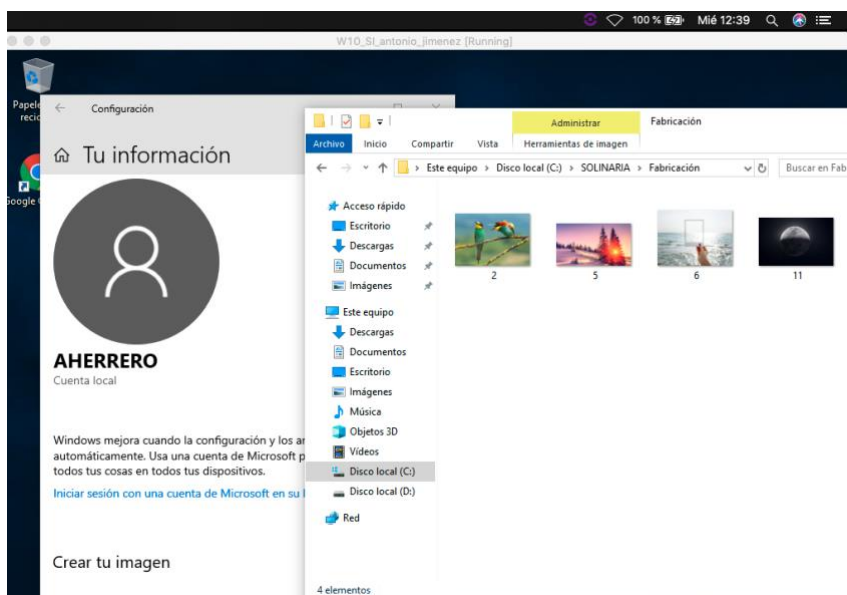 100 % Mié 12:39
W10_SI_antonio_jimenez [Running]
Configuración
Tu información
AHERRERO
Cuenta local
Windows mejora cuando la configuración y los
automáticamente. Usa una cuenta de Microsoft
todos tus cosas en todos tus dispositivos.
Iniciar sesión con una cuenta de Microsoft en su
Crear tu imagen
Administrar Fabricación
Archivo Inicio Compartir Vista Herramientas de imagen
Este equipo > Disco local (C:) > SOLINARIA > Fabricación Buscar en Fab
Acceso rápido
Escritorio
Descargas
Documentos
Imágenes
Este equipo
Descargas
Documentos
Escritorio
Imágenes
Música
Objetos 3D
Vídeos
Disco local (C:)
Disco local (D:)
Red
2 5 6 11
4 elementos